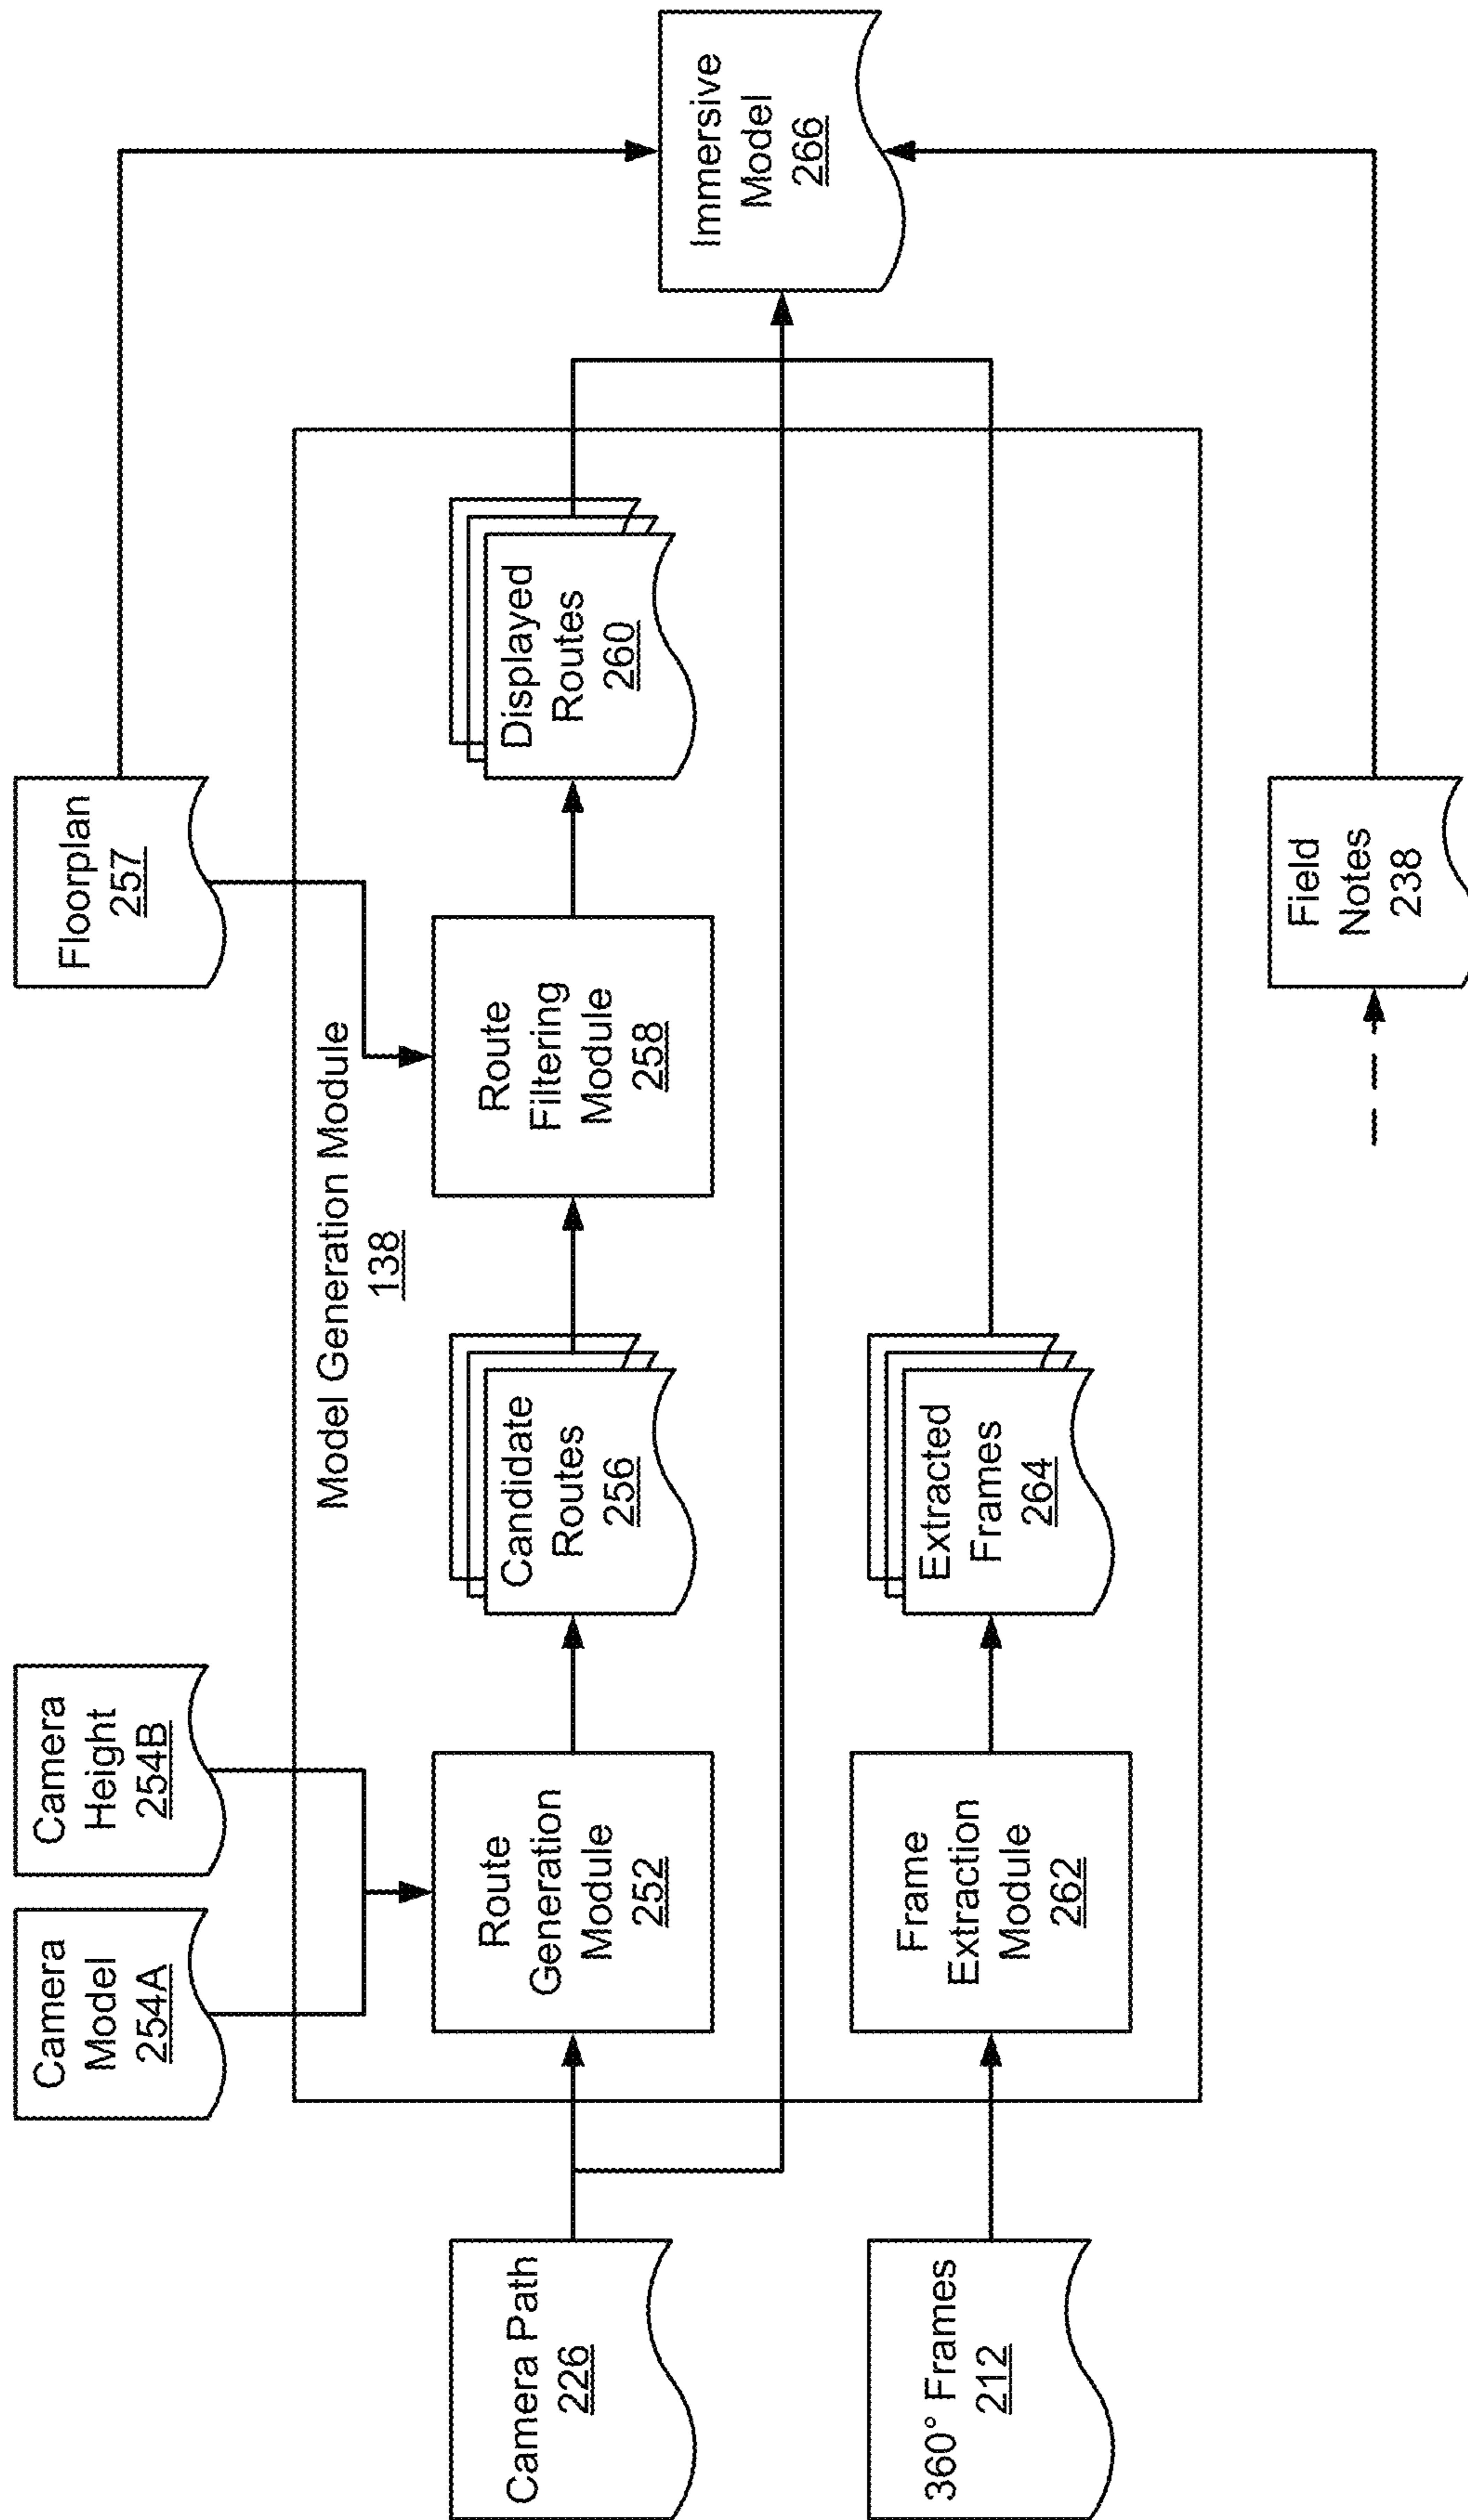 Camera
Model
254A
Camera
Height
254B
Floorplan
257
Model Generation Module
138
Camera Path
226
Route
Generation
Module
252
Candidate
Routes
256
Route
Filtering
Module
258
Displayed
Routes
260
Immersive
Model
266
360° Frames
212
Frame
Extraction
Module
262
Extracted
Frames
264
Field
Notes
238